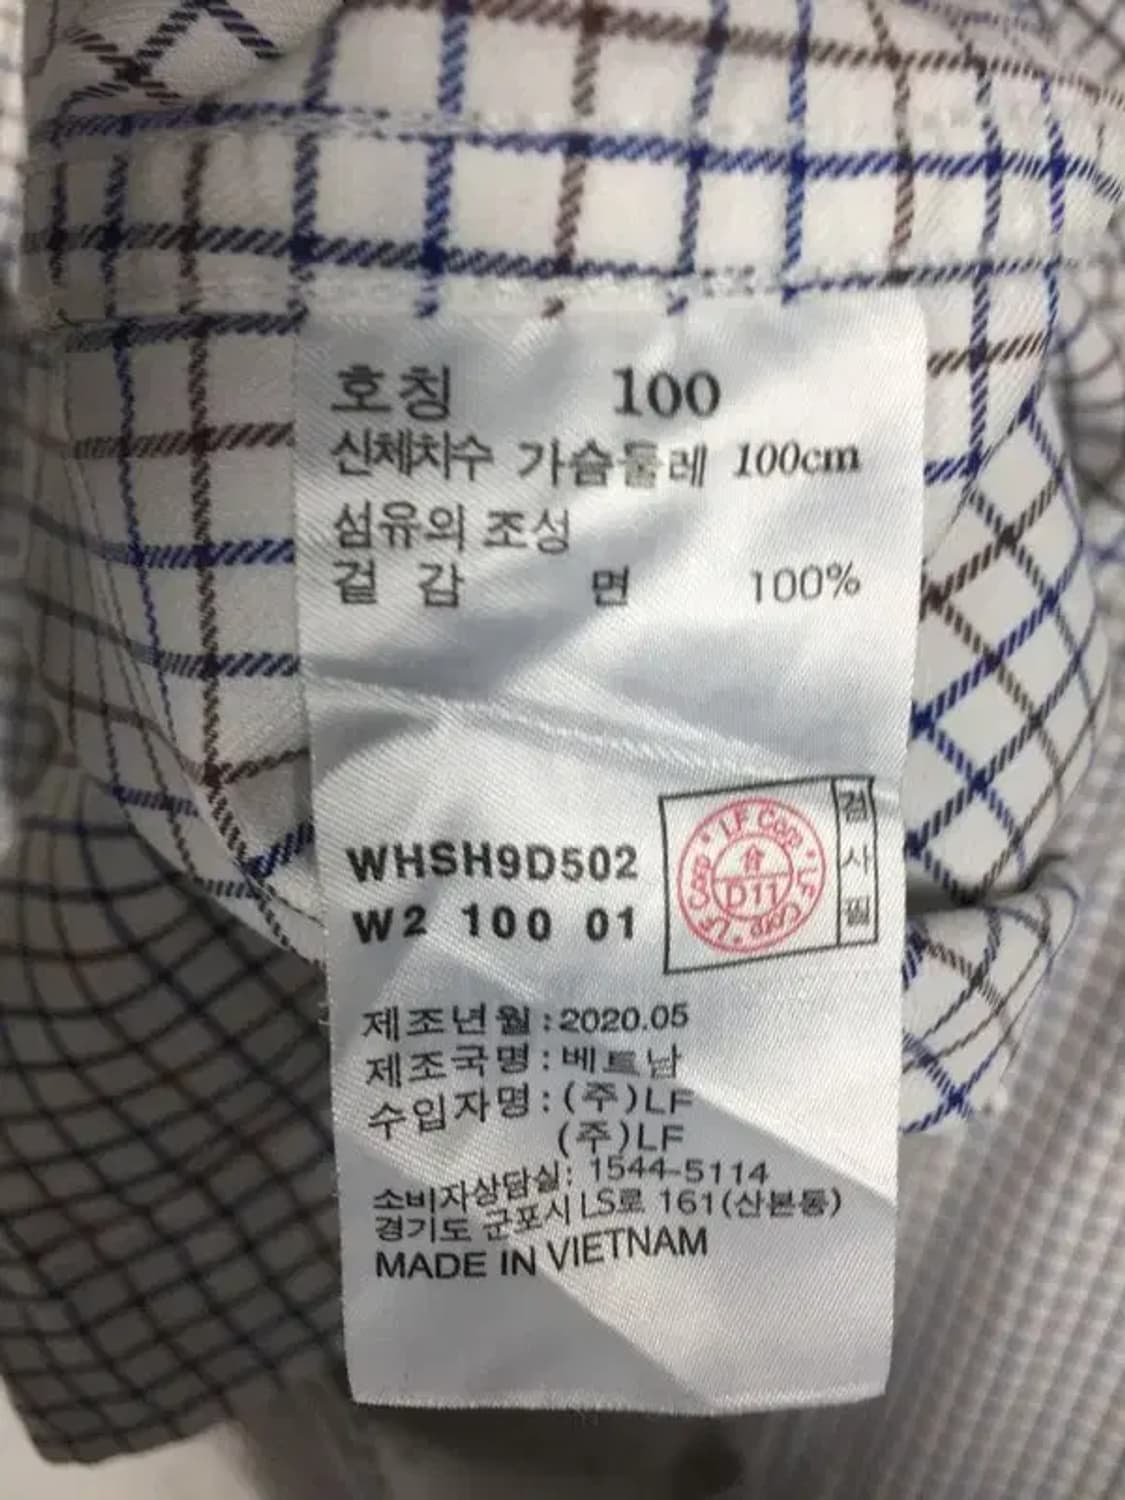 호칭 100
신체치수 가슴둘레 100cm
섬유의 조성
겉 감 면 100%
WHSH9D502
W2 100 01
LF Corp * LF Corp * LF Corp *
合
D11
검사필
제조년월:2020.05
제조국명:베트남
수입자명:(주)LF
(주)LF
소비자상담실: 1544-5114
경기도 군포시 LS로 161(산본동)
MADE IN VIETNAM